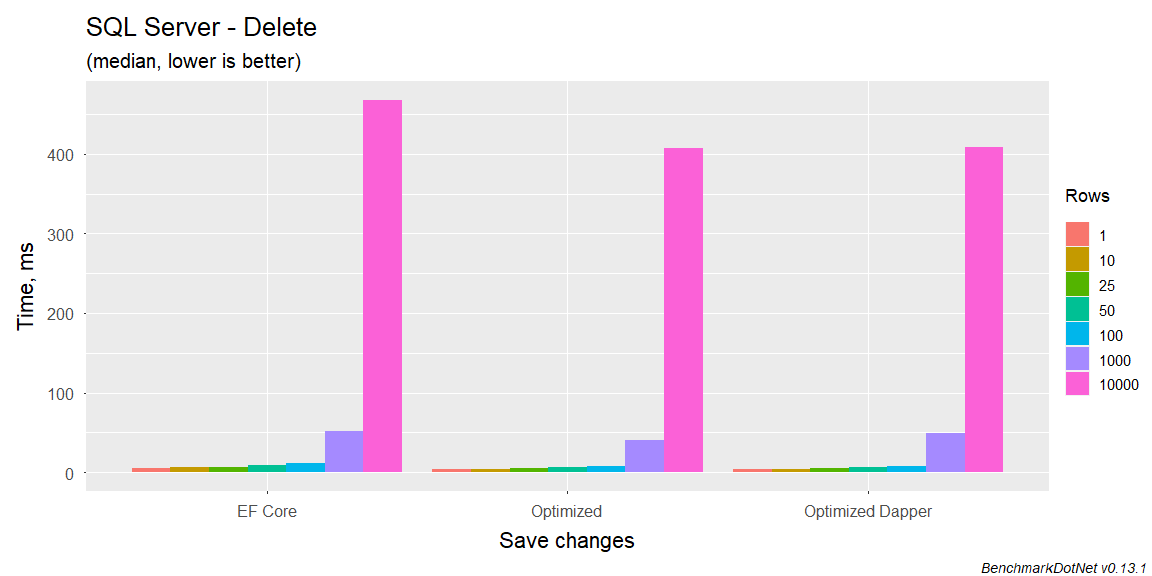 SQL Server - Delete
(median, lower is better)
Time, ms
400
300
200
100
0
EF Core
Optimized
Optimized Dapper
Save changes
Rows
1
10
25
50
100
1000
10000
BenchmarkDotNet v0.13.1